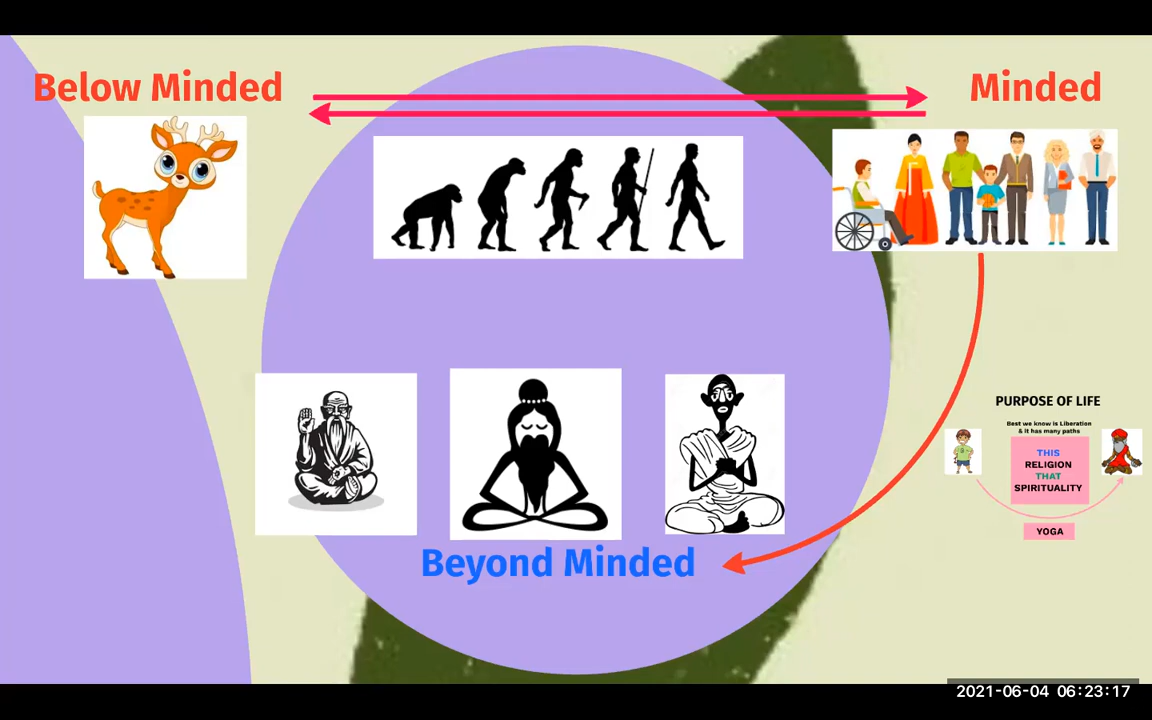 Below Minded
Minded
PURPOSE OF LIFE
Best we know is Liberation
& it has many paths
THIS
RELIGION
THAT
SPIRITUALITY
YOGA
Beyond Minded
2021-06-04 06:23:17